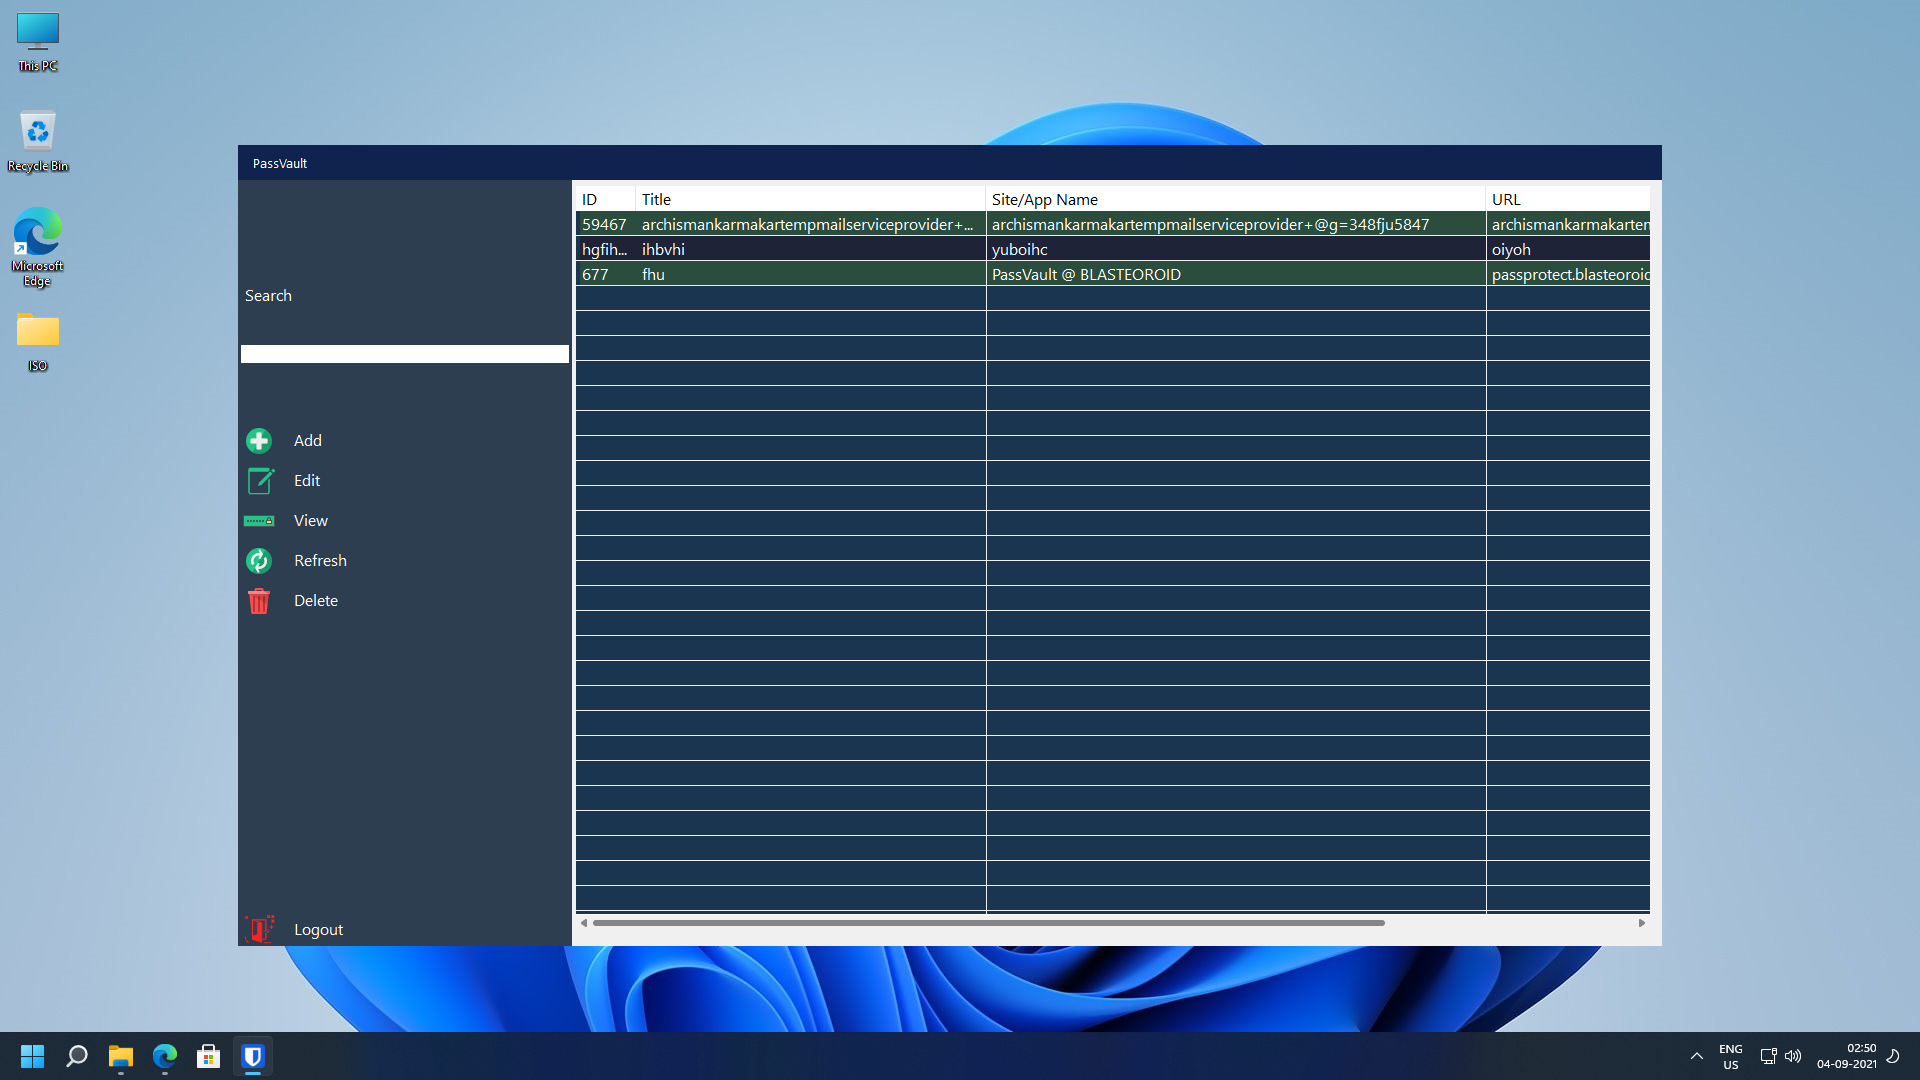 This PC
Recycle Bin
Microsoft
Edge
ISO
PassVault
Search
Add
Edit
View
Refresh
Delete
Logout
ID Title Site/App Name URL
59467 archismankarmakartempmailserviceprovider+... archismankarmakartempmailserviceprovider+@g=348fju5847 archismankarmakartem
hgfih... ihbvhi yuboihc oiyoh
677 fhu PassVault @ BLASTEOROID passprotect.blasteoroid
ENG
US
02:50
04-09-2021